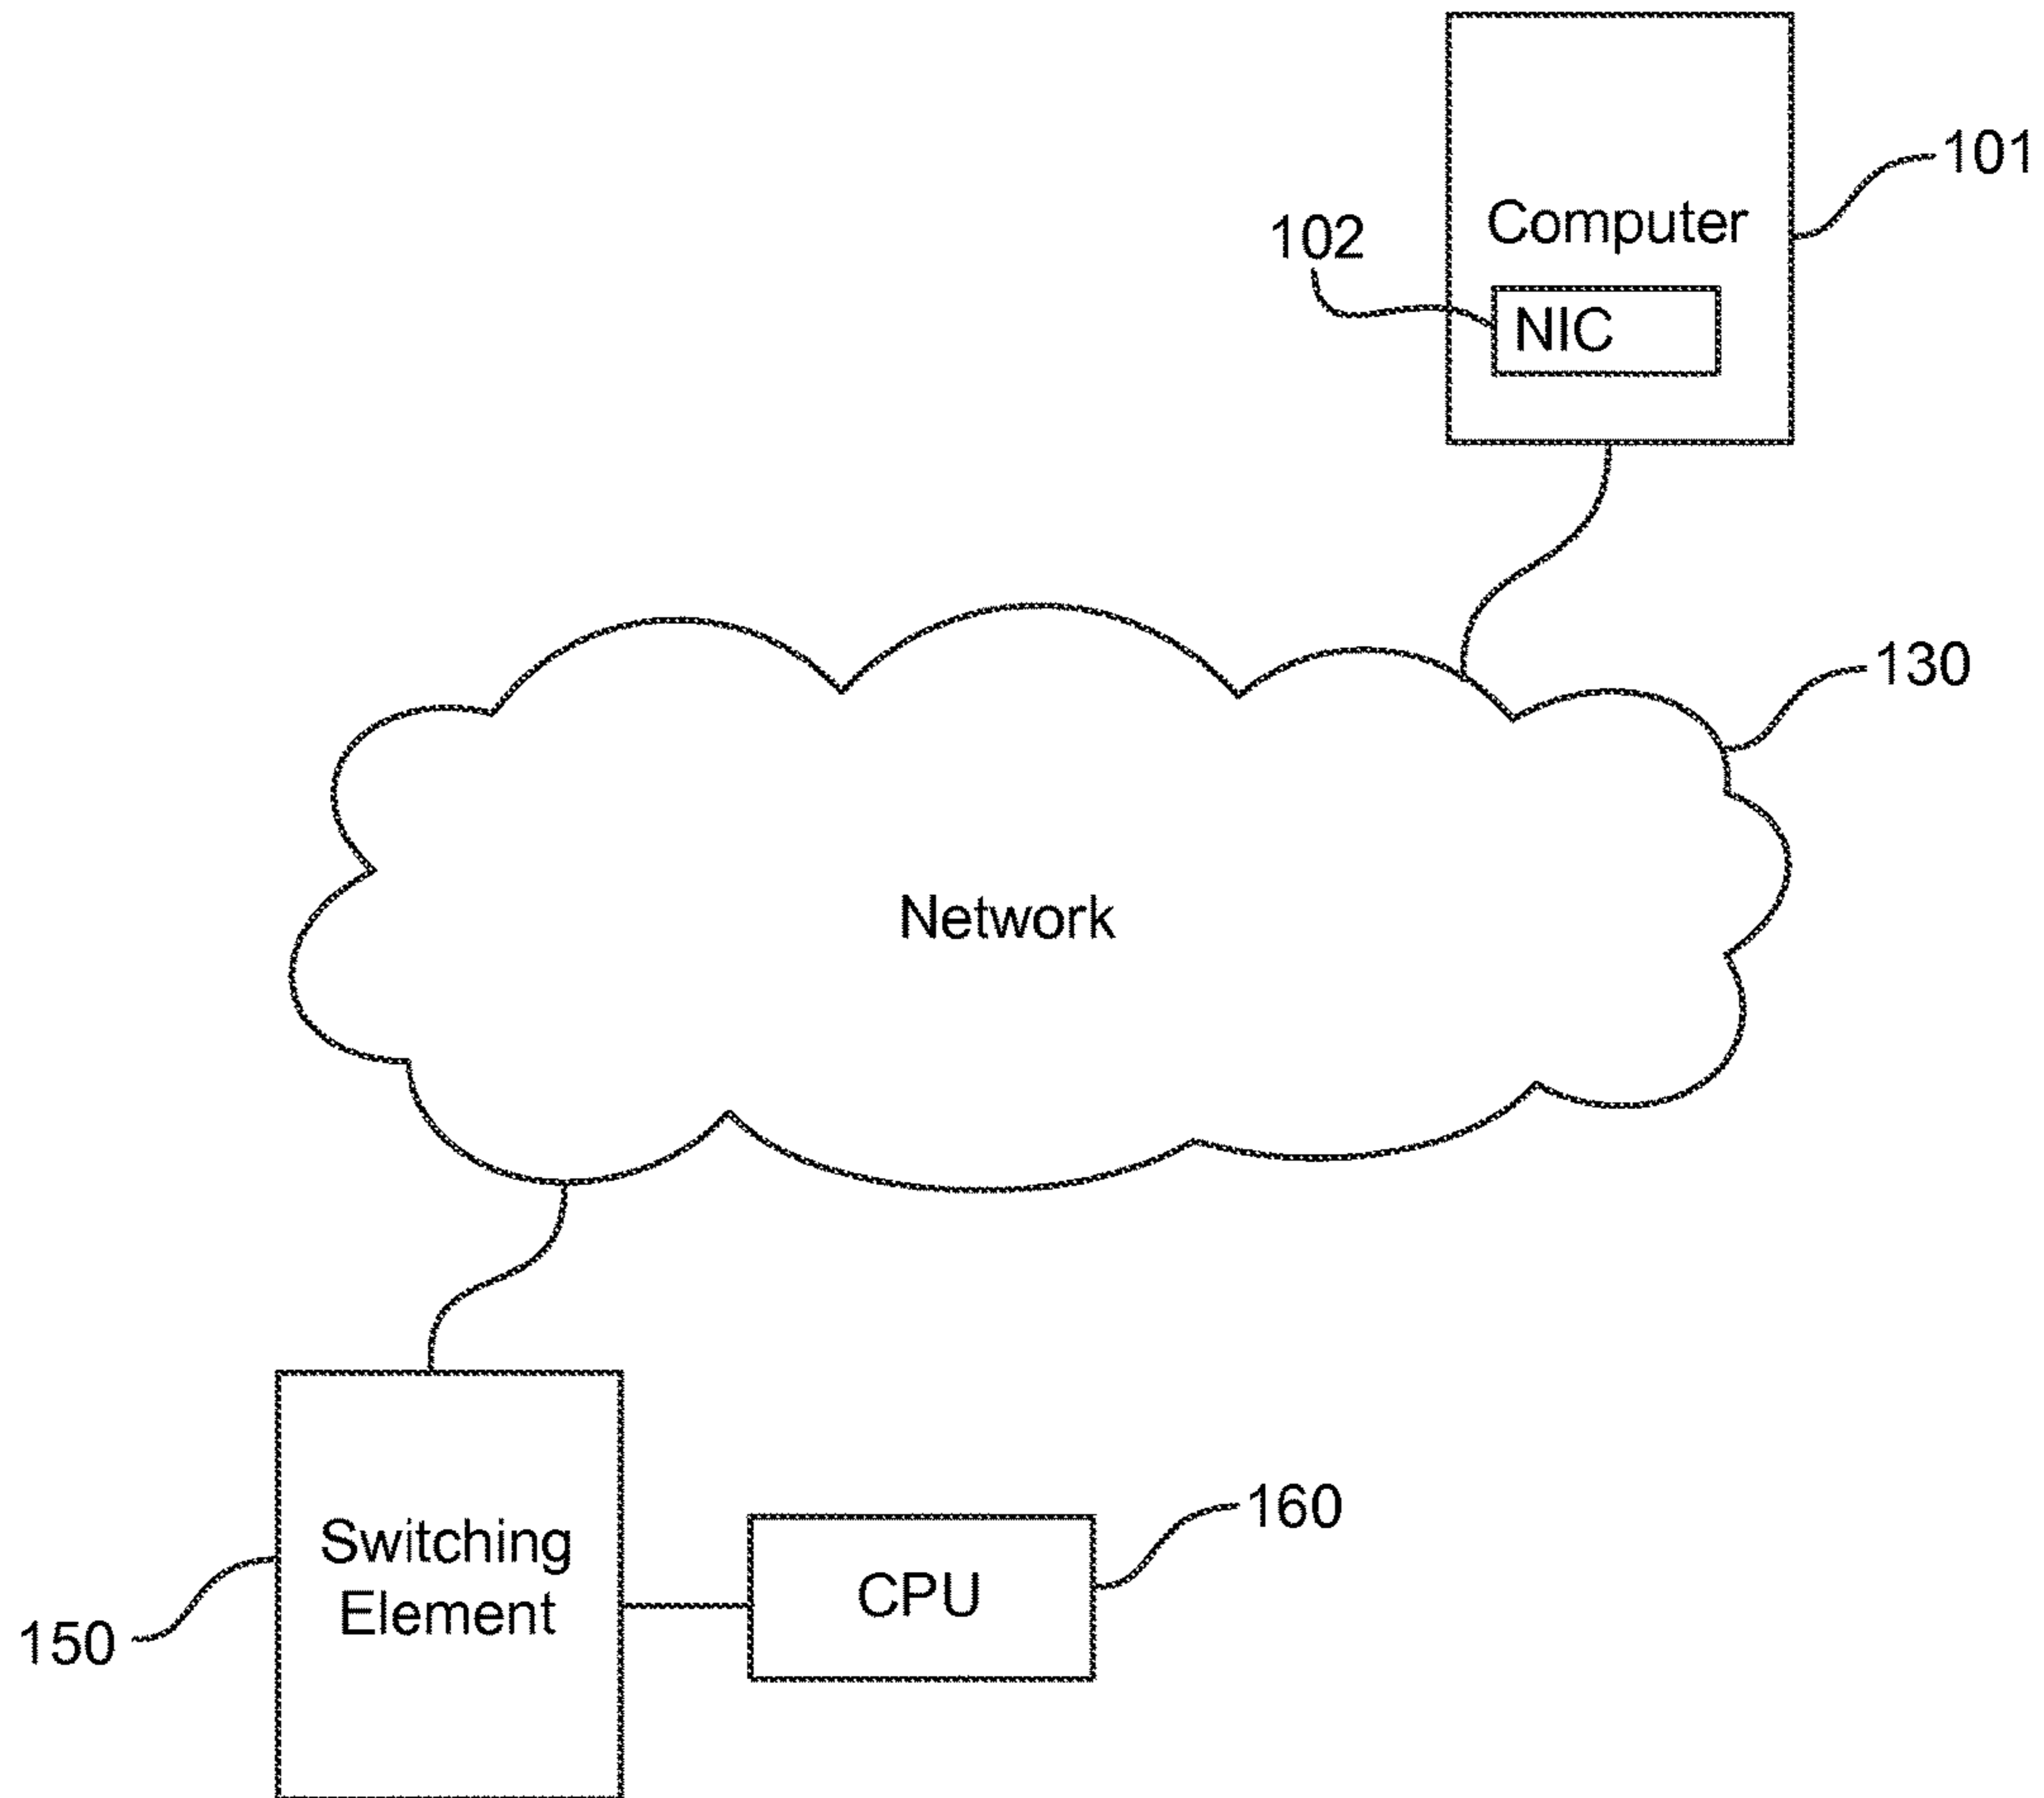 101
Computer
102
NIC
130
Network
160
Switching
Element
CPU
150